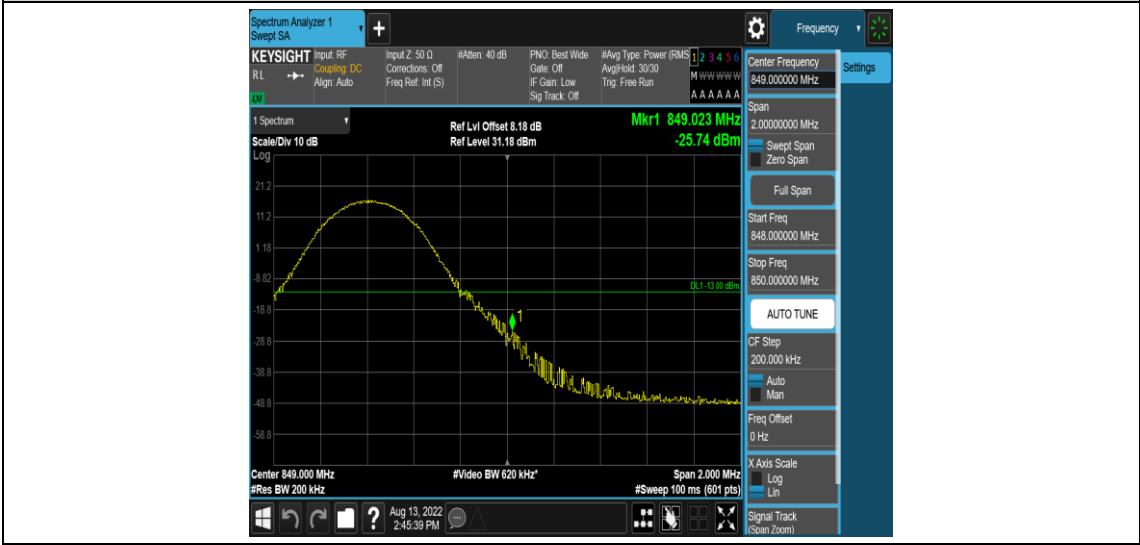 Spectrum Analyzer 1
Swept SA
+
Frequency
KEYSIGHT
RL
Input: RF
Coupling: DC
Align: Auto
Input Z: 50 Ω
Corrections: Off
Freq Ref: Int (S)
#Atten: 40 dB
PNO: Best Wide
Gate: Off
IF Gain: Low
Sig Track: Off
#Avg Type: Power (RMS
Avg|Hold: 30/30
Trig: Free Run
1 2 3 4 5 6
M W W W W W
A A A A A A
1 Spectrum
Scale/Div 10 dB
Log
Ref Lvl Offset 8.18 dB
Ref Level 31.18 dBm
Mkr1 849.023 MHz
-25.74 dBm
21.2
11.2
1.18
-8.82
-18.8
-28.8
-38.8
-48.8
-58.8
DL1 -13.00 dBm
1
Center 849.000 MHz
#Res BW 200 kHz
#Video BW 620 kHz*
Span 2.000 MHz
#Sweep 100 ms (601 pts)
Center Frequency
849.000000 MHz
Settings
Span
2.00000000 MHz
Swept Span
Zero Span
Full Span
Start Freq
848.000000 MHz
Stop Freq
850.000000 MHz
AUTO TUNE
CF Step
200.000 kHz
Auto
Man
Freq Offset
0 Hz
X Axis Scale
Log
Lin
Signal Track
(Span Zoom)
?
Aug 13, 2022
2:45:39 PM